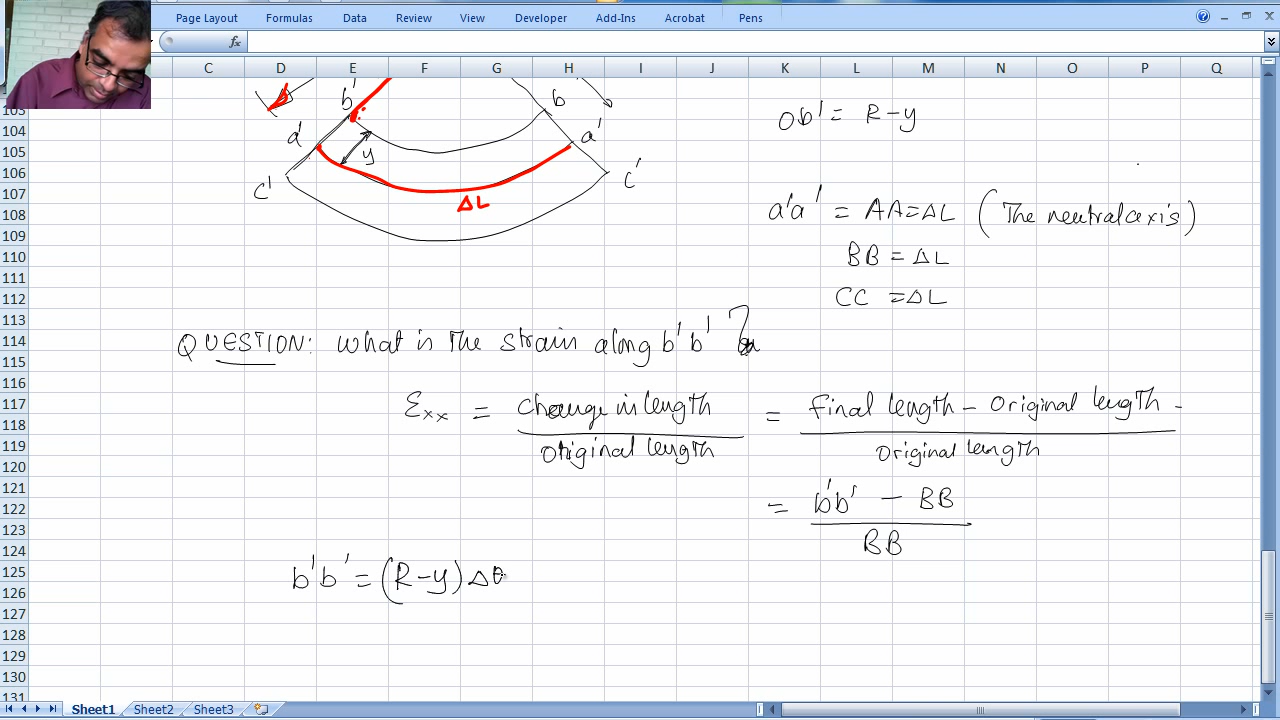 Page Layout Formulas Data Review View Developer Add-Ins Acrobat Pens
fx
C D E F G H I J K L M N O P Q
103
104
105
106
107
108
109
110
111
112
113
114
115
116
117
118
119
120
121
122
123
124
125
126
127
128
129
130
131
b' b
a' a'
y
c' c'
ΔL
ob' = R-y
a'a' = AA=ΔL (The neutral axis)
BB = ΔL
CC =ΔL
QUESTION: what is The strain along b'b' ?
Exx = Change in length / Original length = final length - Original length / Original length
= b'b' - BB / BB
b'b' = (R-y)Δθ
Sheet1 Sheet2 Sheet3